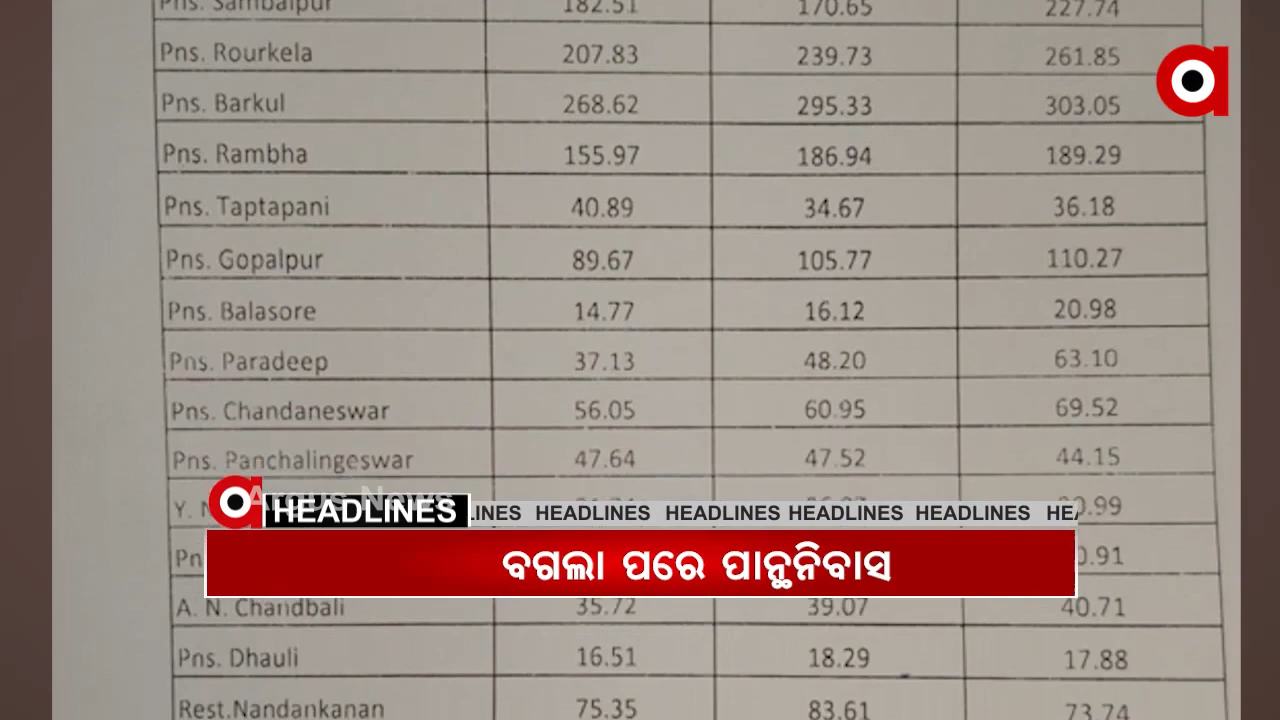 Pns. Sambalpur 182.51 170.65 227.74
Pns. Rourkela 207.83 239.73 261.85
Pns. Barkul 268.62 295.33 303.05
Pns. Rambha 155.97 186.94 189.29
Pns. Taptapani 40.89 34.67 36.18
Pns. Gopalpur 89.67 105.77 110.27
Pns. Balasore 14.77 16.12 20.98
Pns. Paradeep 37.13 48.20 63.10
Pns. Chandaneswar 56.05 60.95 69.52
Pns. Panchalingeswar 47.64 47.52 44.15
Argus News
HEADLINES HEADLINES HEADLINES HEADLINES HEADLINES
ବଗଲା ପରେ ପାନ୍ଥନିବାସ
A. N. Chandbali 35.72 39.07 40.71
Pns. Dhauli 16.51 18.29 17.88
Rest.Nandankanan 75.35 83.61 73.74